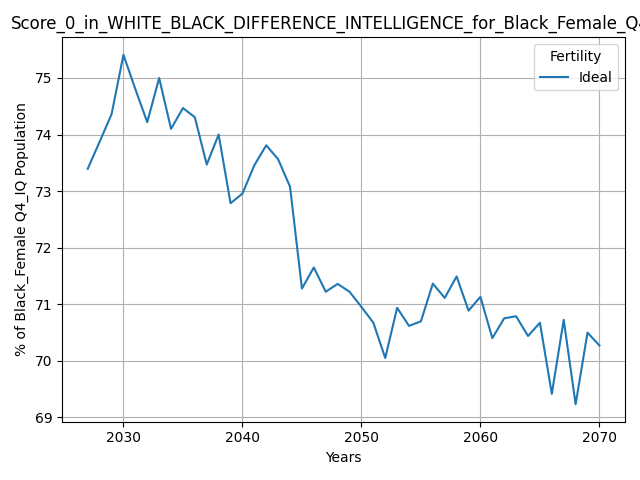 Score_0_in_WHITE_BLACK_DIFFERENCE_INTELLIGENCE_for_Black_Female_Q4
Fertility
Ideal
75
74
73
72
71
70
69
% of Black_Female Q4_IQ Population
2030 2040 2050 2060 2070
Years